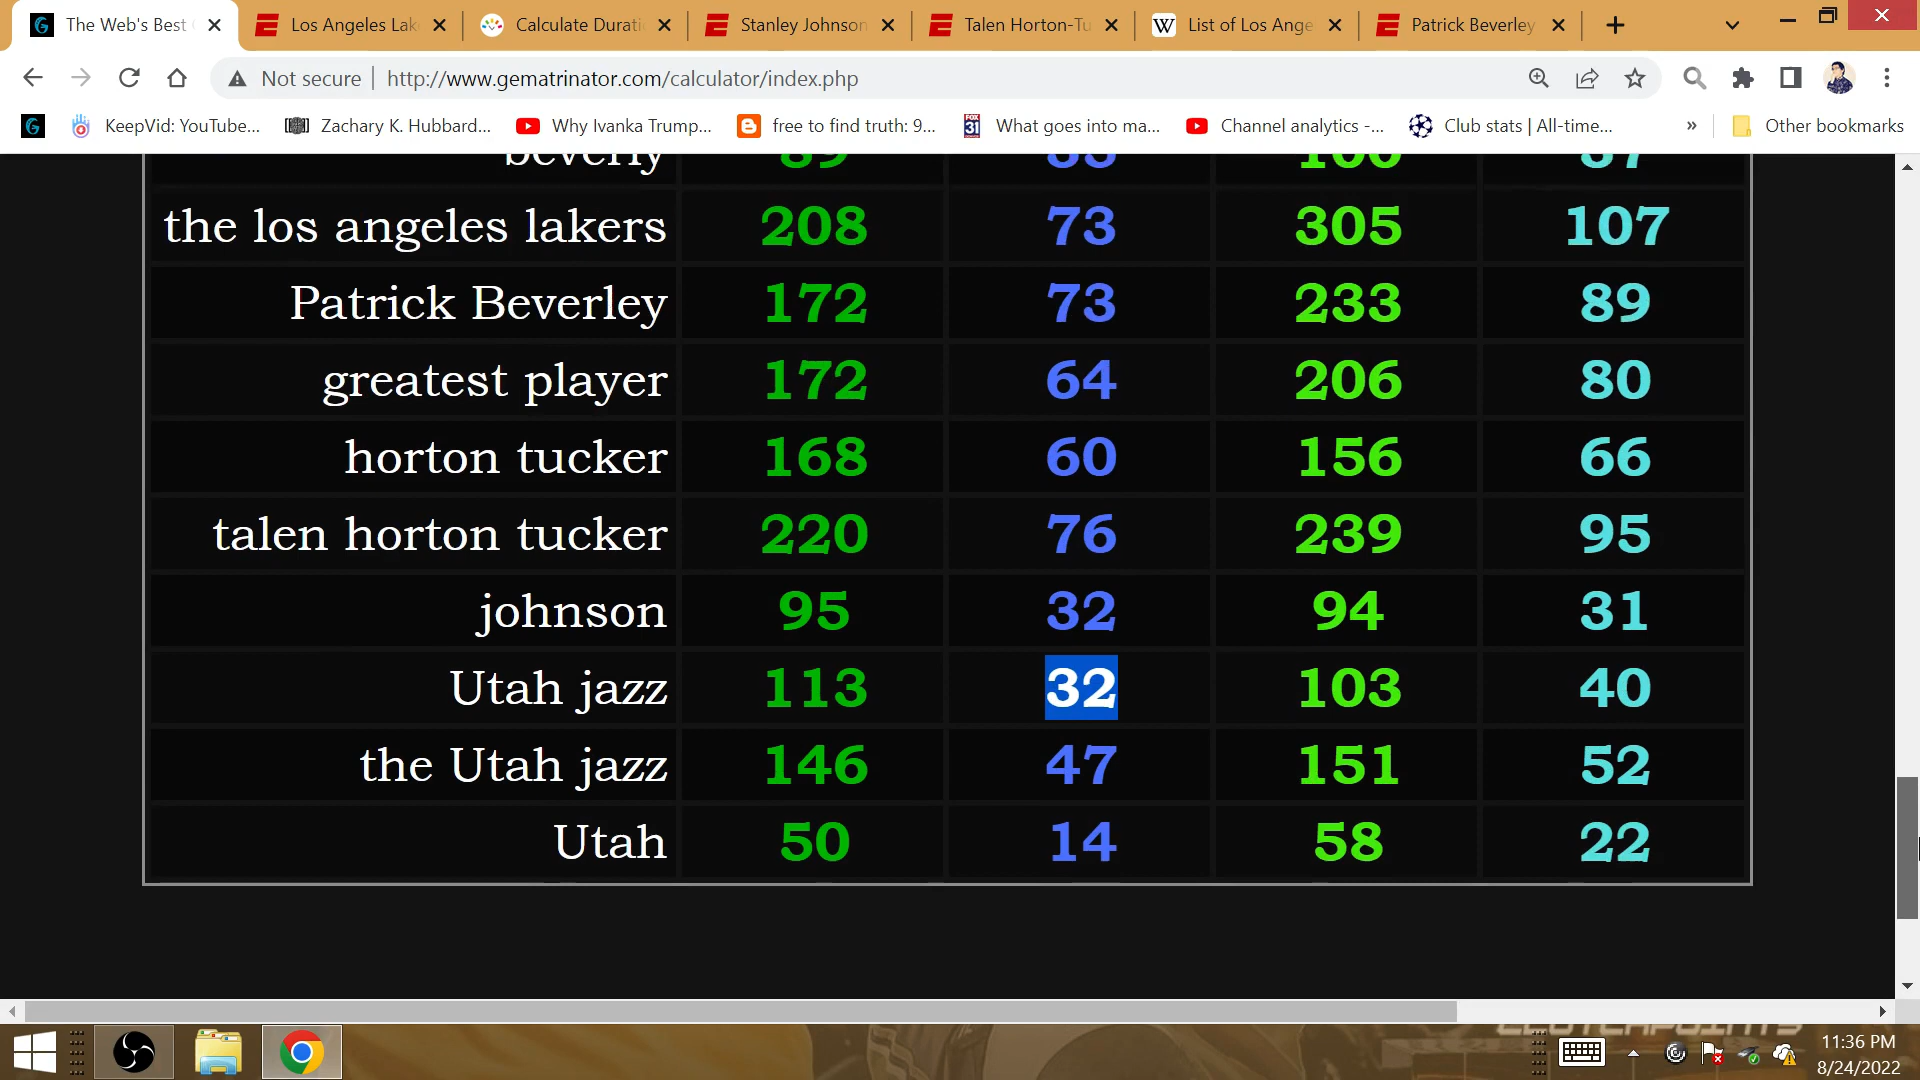 The Web's Best
Los Angeles Lak
Calculate Durati
Stanley Johnson
Talen Horton-Tu
W List of Los Ange
Patrick Beverley
Not secure http://www.gematrinator.com/calculator/index.php
KeepVid: YouTube...
Zachary K. Hubbard...
Why Ivanka Trump...
free to find truth: 9...
FOX 31 What goes into ma...
Channel analytics -...
Club stats | All-time...
»
Other bookmarks
beverly 89 100
the los angeles lakers 208 73 305 107
Patrick Beverley 172 73 233 89
greatest player 172 64 206 80
horton tucker 168 60 156 66
talen horton tucker 220 76 239 95
johnson 95 32 94 31
Utah jazz 113 32 103 40
the Utah jazz 146 47 151 52
Utah 50 14 58 22
CLUTCHPOINTS
11:36 PM
8/24/2022